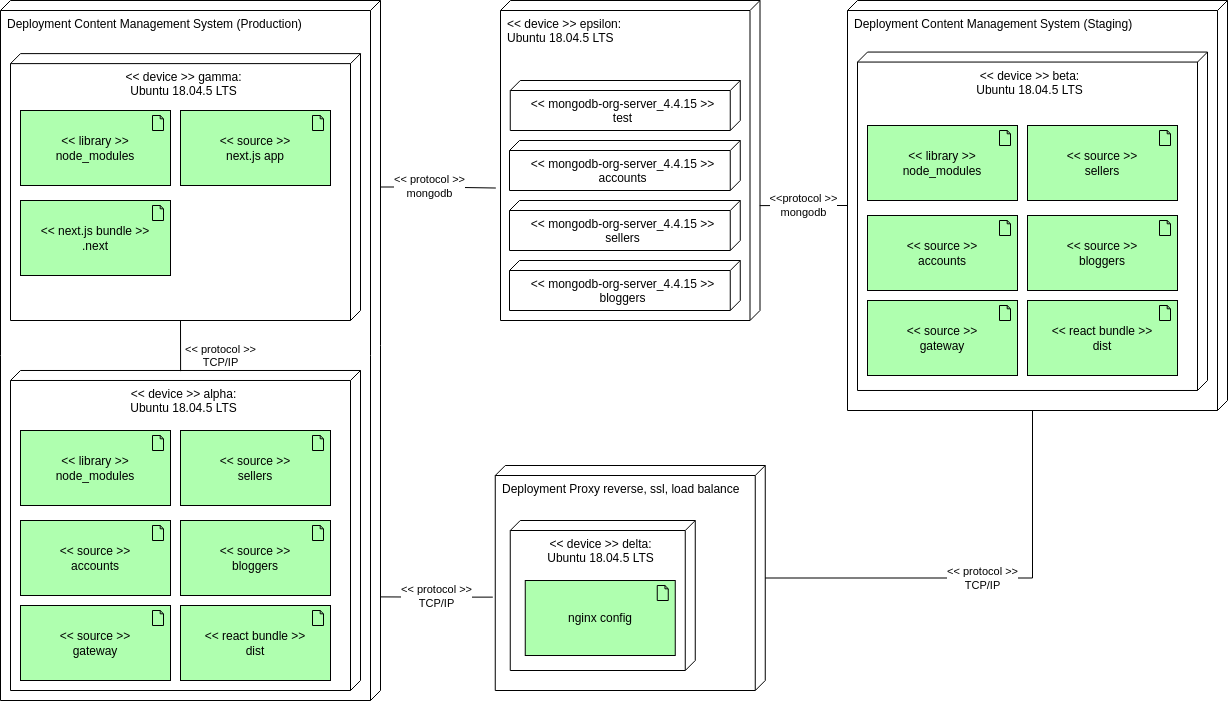 Deployment Content Management System (Production)
<< device >> gamma:
Ubuntu 18.04.5 LTS
<< library >>
node_modules
<< source >>
next.js app
<< next.js bundle >>
.next
<< protocol >>
TCP/IP
<< device >> alpha:
Ubuntu 18.04.5 LTS
<< library >>
node_modules
<< source >>
sellers
<< source >>
accounts
<< source >>
bloggers
<< source >>
gateway
<< react bundle >>
dist
<< protocol >>
mongodb
<< device >> epsilon:
Ubuntu 18.04.5 LTS
<< mongodb-org-server_4.4.15 >>
test
<< mongodb-org-server_4.4.15 >>
accounts
<< mongodb-org-server_4.4.15 >>
sellers
<< mongodb-org-server_4.4.15 >>
bloggers
<<protocol >>
mongodb
Deployment Content Management System (Staging)
<< device >> beta:
Ubuntu 18.04.5 LTS
<< library >>
node_modules
<< source >>
sellers
<< source >>
accounts
<< source >>
bloggers
<< source >>
gateway
<< react bundle >>
dist
<< protocol >>
TCP/IP
Deployment Proxy reverse, ssl, load balance
<< device >> delta:
Ubuntu 18.04.5 LTS
nginx config
<< protocol >>
TCP/IP